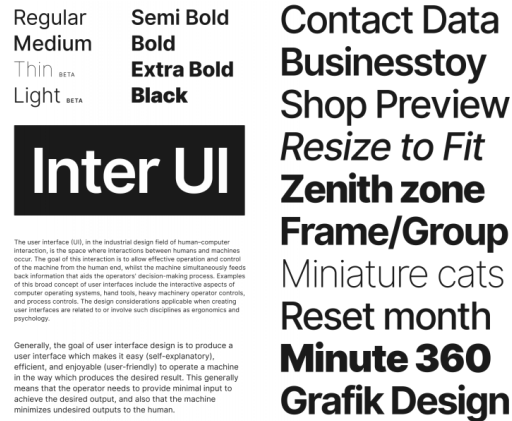 Regular
Medium
Thin BETA
Light BETA
Semi Bold
Bold
Extra Bold
Black
Inter UI
The user interface (UI), in the industrial design field of human-computer
interaction, is the space where interactions between humans and machines
occur. The goal of this interaction is to allow effective operation and control
of the machine from the human end, whilst the machine simultaneously feeds
back information that aids the operators' decision-making process. Examples
of this broad concept of user interfaces include the interactive aspects of
computer operating systems, hand tools, heavy machinery operator controls,
and process controls. The design considerations applicable when creating
user interfaces are related to or involve such disciplines as ergonomics and
psychology.
Generally, the goal of user interface design is to produce a
user interface which makes it easy (self-explanatory),
efficient, and enjoyable (user-friendly) to operate a machine
in the way which produces the desired result. This generally
means that the operator needs to provide minimal input to
achieve the desired output, and also that the machine
minimizes undesired outputs to the human.
Contact Data
Businesstoy
Shop Preview
Resize to Fit
Zenith zone
Frame/Group
Miniature cats
Reset month
Minute 360
Grafik Design